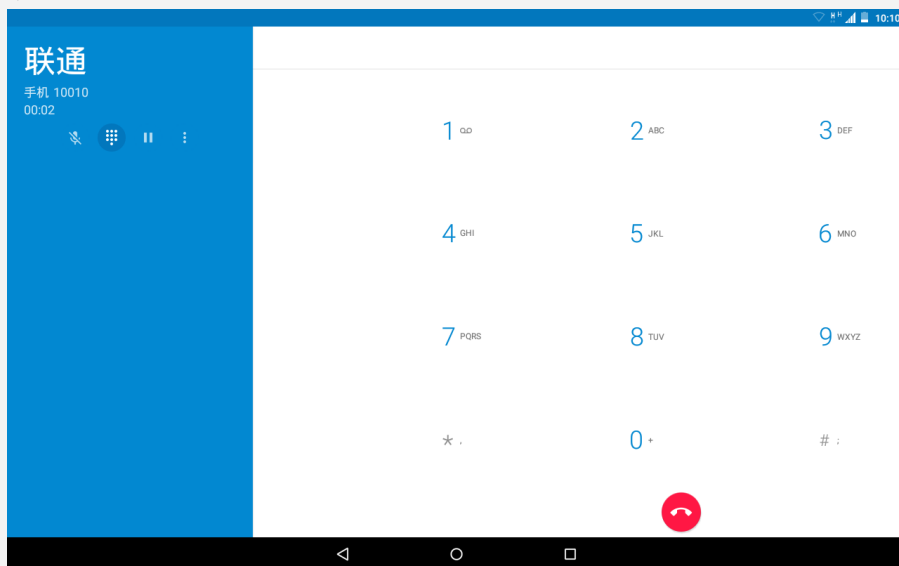 H H 10:10
联通
手机 10010
00:02
1
2 ABC
3 DEF
4 GHI
5 JKL
6 MNO
7 PQRS
8 TUV
9 WXYZ
* ,
0 +
# ;